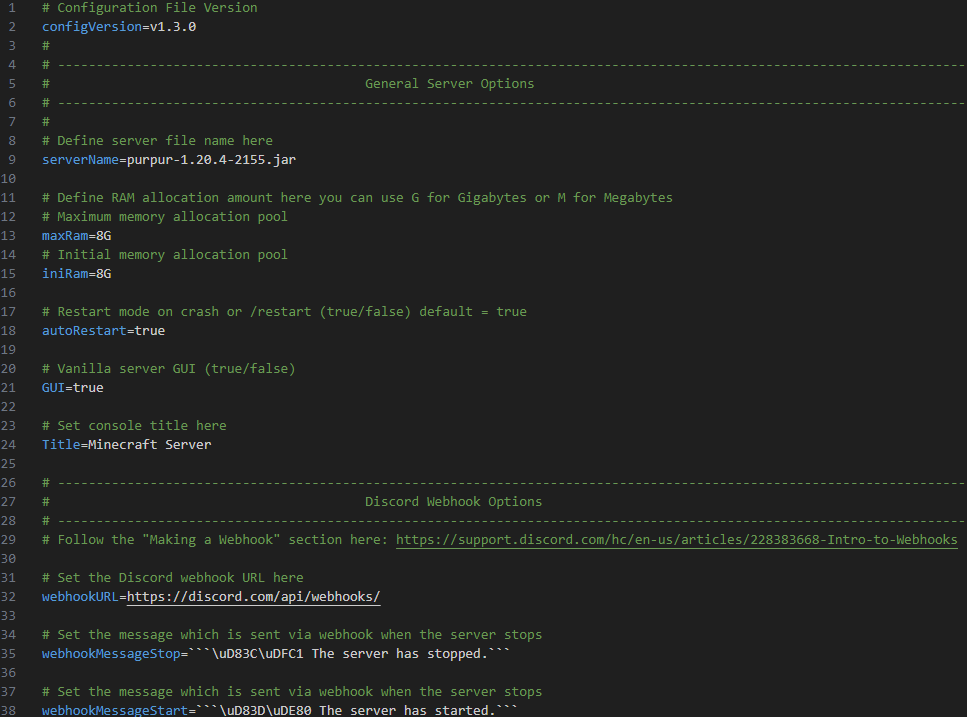 1 # Configuration File Version
2 configVersion=v1.3.0
3 #
4 # ----------------------------------------------------------------------------------------------------------------------
5 # General Server Options
6 # ----------------------------------------------------------------------------------------------------------------------
7 #
8 # Define server file name here
9 serverName=purpur-1.20.4-2155.jar
10
11 # Define RAM allocation amount here you can use G for Gigabytes or M for Megabytes
12 # Maximum memory allocation pool
13 maxRam=8G
14 # Initial memory allocation pool
15 iniRam=8G
16
17 # Restart mode on crash or /restart (true/false) default = true
18 autoRestart=true
19
20 # Vanilla server GUI (true/false)
21 GUI=true
22
23 # Set console title here
24 Title=Minecraft Server
25
26 # ----------------------------------------------------------------------------------------------------------------------
27 # Discord Webhook Options
28 # ----------------------------------------------------------------------------------------------------------------------
29 # Follow the "Making a Webhook" section here: https://support.discord.com/hc/en-us/articles/228383668-Intro-to-Webhooks
30
31 # Set the Discord webhook URL here
32 webhookURL=https://discord.com/api/webhooks/
33
34 # Set the message which is sent via webhook when the server stops
35 webhookMessageStop=```\uD83C\uDFC1 The server has stopped.```
36
37 # Set the message which is sent via webhook when the server stops
38 webhookMessageStart=```\uD83D\uDE80 The server has started.```